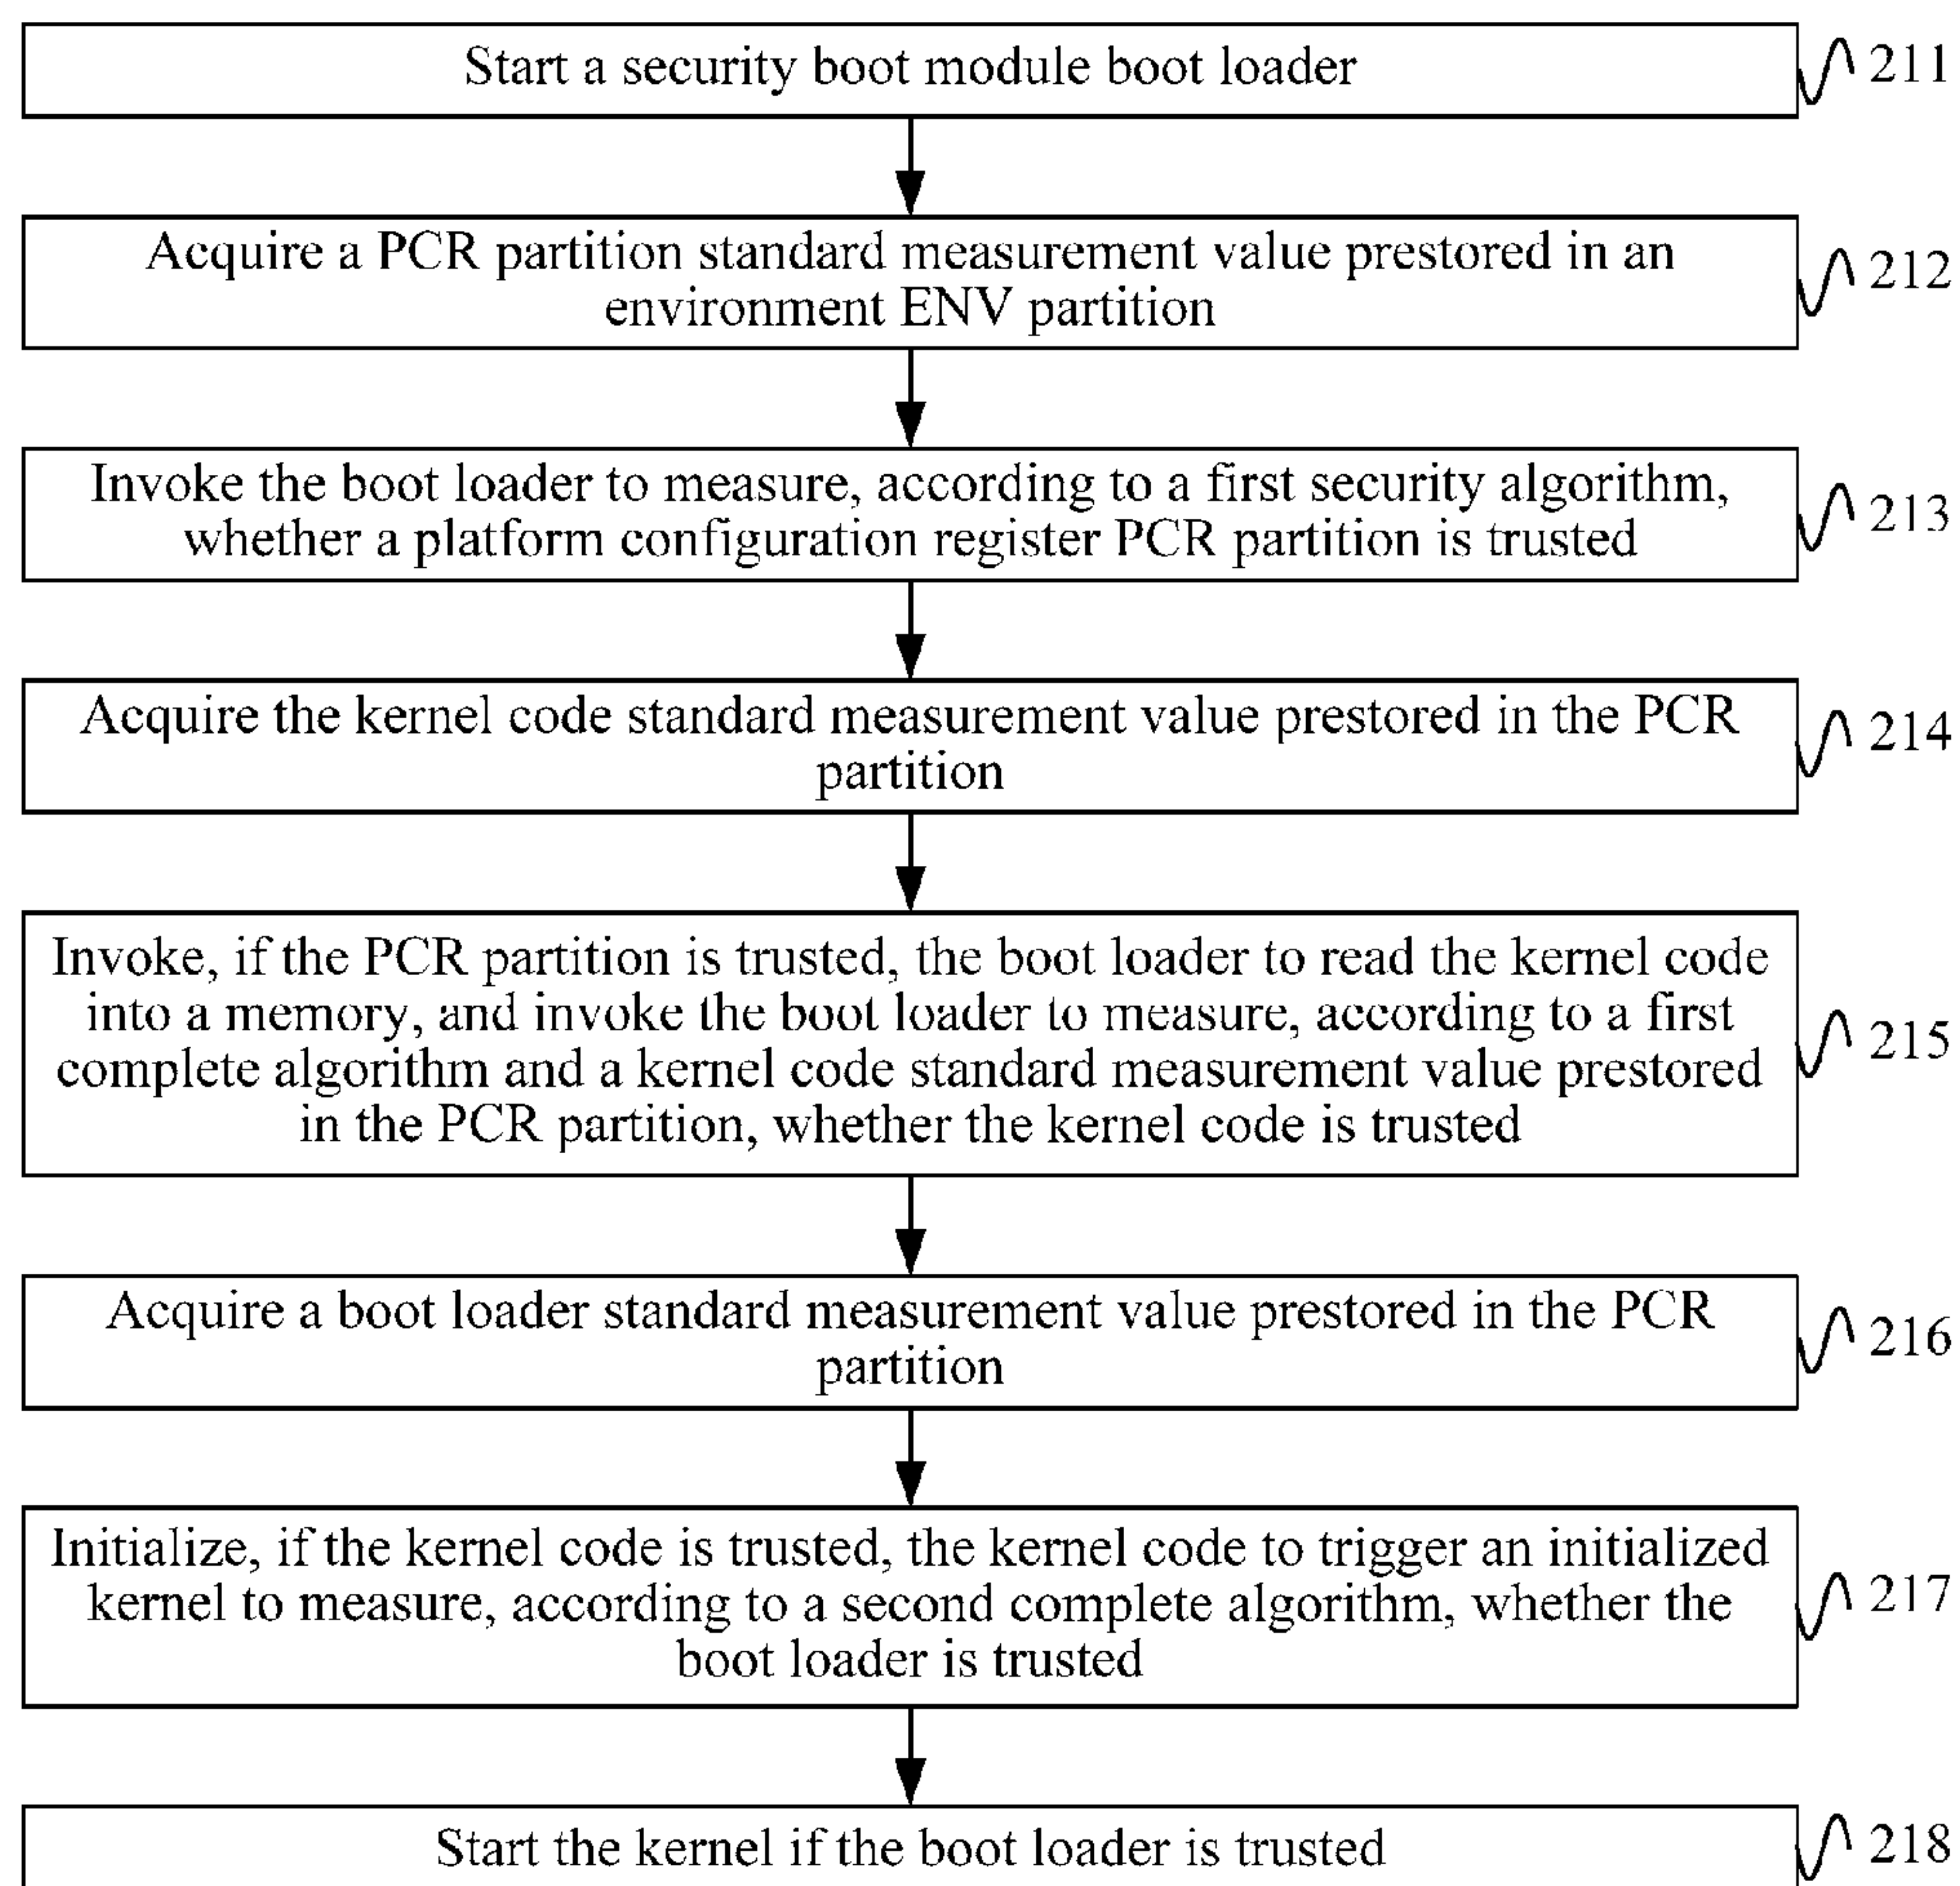 Start a security boot module boot loader
211
Acquire a PCR partition standard measurement value prestored in an
environment ENV partition
212
Invoke the boot loader to measure, according to a first security algorithm,
whether a platform configuration register PCR partition is trusted
213
Acquire the kernel code standard measurement value prestored in the PCR
partition
214
Invoke, if the PCR partition is trusted, the boot loader to read the kernel code
into a memory, and invoke the boot loader to measure, according to a first
complete algorithm and a kernel code standard measurement value prestored
in the PCR partition, whether the kernel code is trusted
215
Acquire a boot loader standard measurement value prestored in the PCR
partition
216
Initialize, if the kernel code is trusted, the kernel code to trigger an initialized
kernel to measure, according to a second complete algorithm, whether the
boot loader is trusted
217
Start the kernel if the boot loader is trusted
218